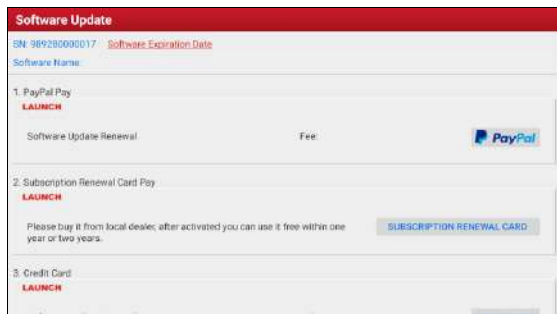 Software Update
SN: 989280000017 Software Expiration Date
Software Name:
1. PayPal Pay
LAUNCH
Software Update Renewal Fee: PayPal
2. Subscription Renewal Card Pay
LAUNCH
Please buy it from local dealer, after activated you can use it free within one SUBSCRIPTION RENEWAL CARD
year or two years.
3. Credit Card
LAUNCH